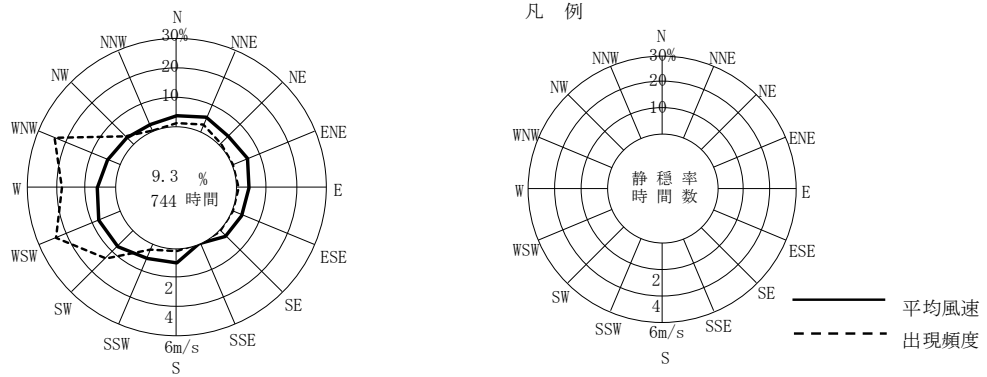 凡 例
N
30%
NNW
NNE
20
NW
NE
10
WNW
ENE
9.3 %
W
E
744 時間
WSW
ESE
2
SW
SE
4
SSW
SSE
6m/s
S
N
30%
NNW
NNE
20
NW
NE
10
WNW
ENE
静 穏 率
W
E
時 間 数
WSW
ESE
2
SW
SE
4
SSW
SSE
6m/s
S
平均風速
出現頻度